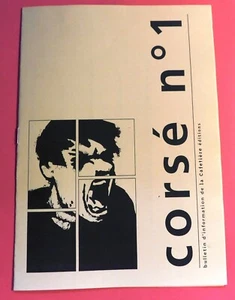 corsé n°1
bulletin d'information de la Cafetière éditions